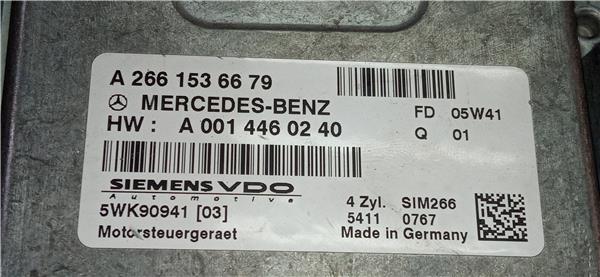 A 266 153 66 79
MERCEDES-BENZ
HW : A 001 446 02 40
FD 05W41
Q 01
SIEMENS VDO
Automotive
5WK90941 [03]
Motorsteuergeraet
4 Zyl. SIM266
5411 0767
Made in Germany